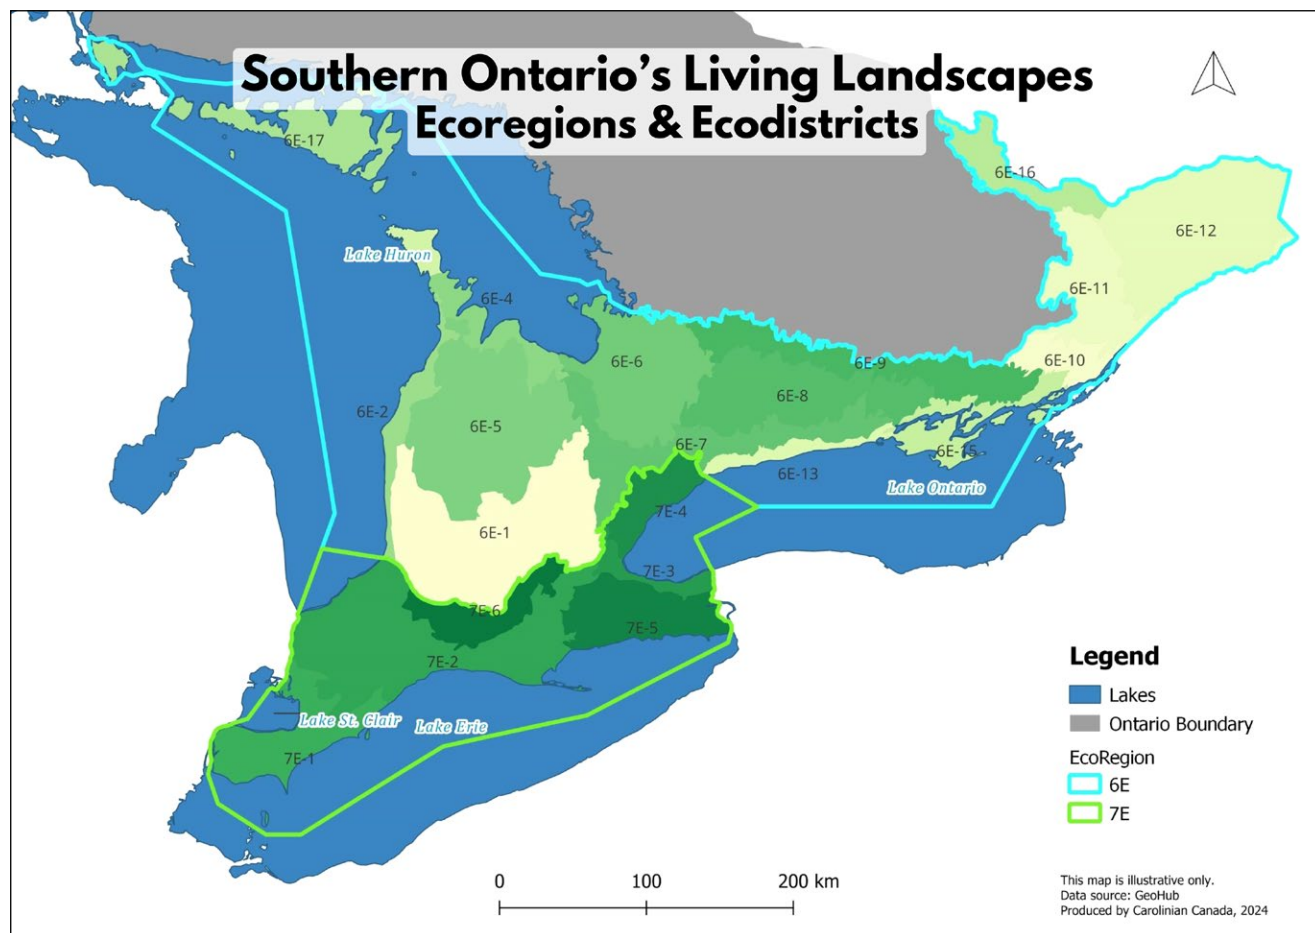 Southern Ontario's Living Landscapes
Ecoregions & Ecodistricts
6E-17
6E-16
6E-12
Lake Huron
6E-11
6E-4
6E-6
6E-9
6E-10
6E-8
6E-2
6E-5
6E-7
6E-15
6E-13
Lake Ontario
7E-4
6E-1
7E-3
7E-6
7E-5
7E-2
Lake St. Clair
Lake Erie
7E-1
Legend
Lakes
Ontario Boundary
EcoRegion
6E
7E
0 100 200 km
This map is illustrative only.
Data source: GeoHub
Produced by Carolinian Canada, 2024